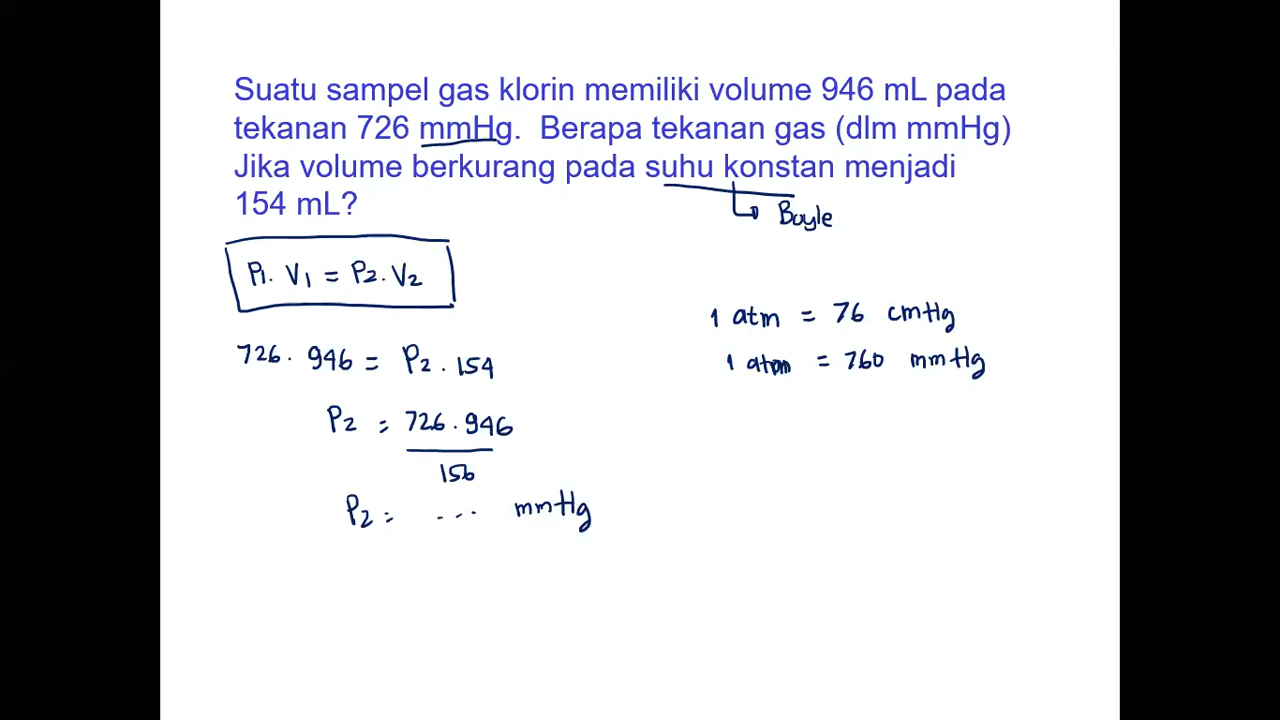 Suatu sampel gas klorin memiliki volume 946 mL pada
tekanan 726 mmHg. Berapa tekanan gas (dlm mmHg)
Jika volume berkurang pada suhu konstan menjadi
154 mL?
Boyle
P1. V1 = P2. V2
1 atm = 76 cmHg
726. 946 = P2. 154
1 atm = 760 mmHg
P2 = 726. 946
156
P2 = ... mmHg